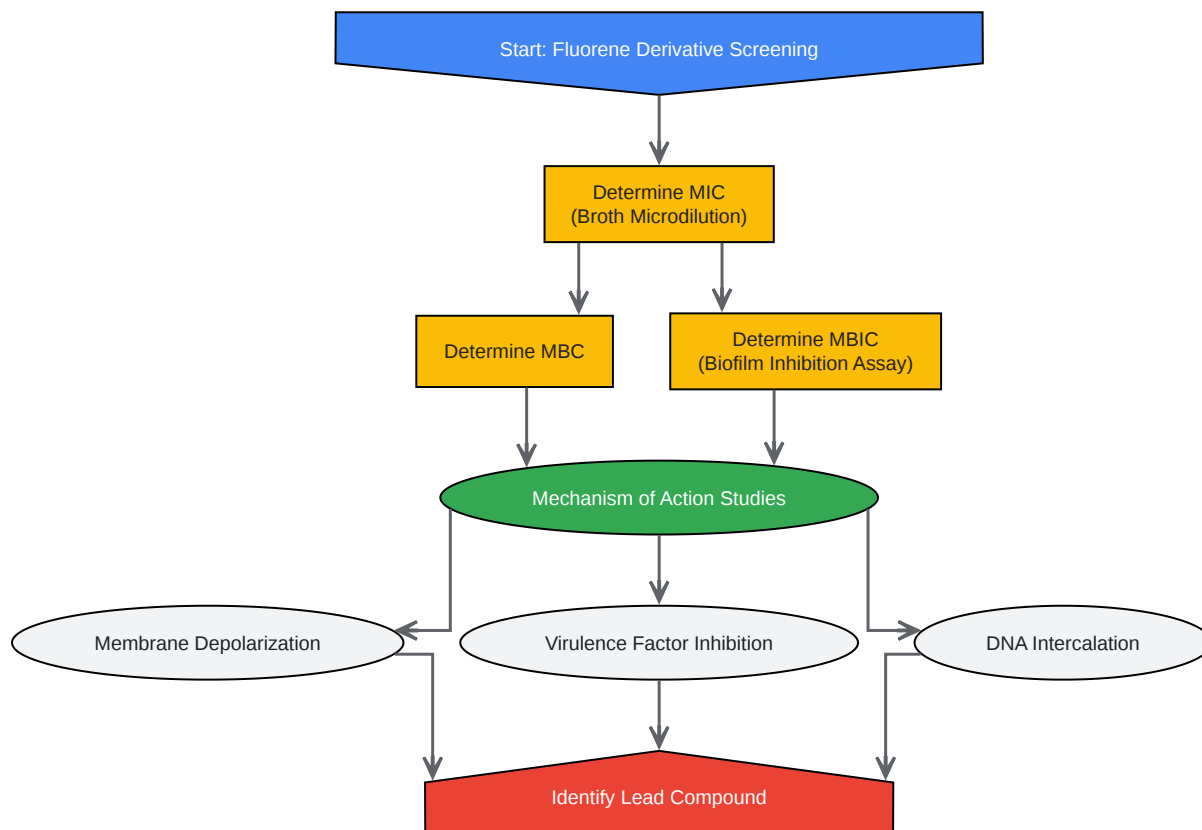 Start: Fluorene Derivative Screening
Determine MIC
(Broth Microdilution)
Determine MBC
Determine MBIC
(Biofilm Inhibition Assay)
Mechanism of Action Studies
Membrane Depolarization
Virulence Factor Inhibition
DNA Intercalation
Identify Lead Compound